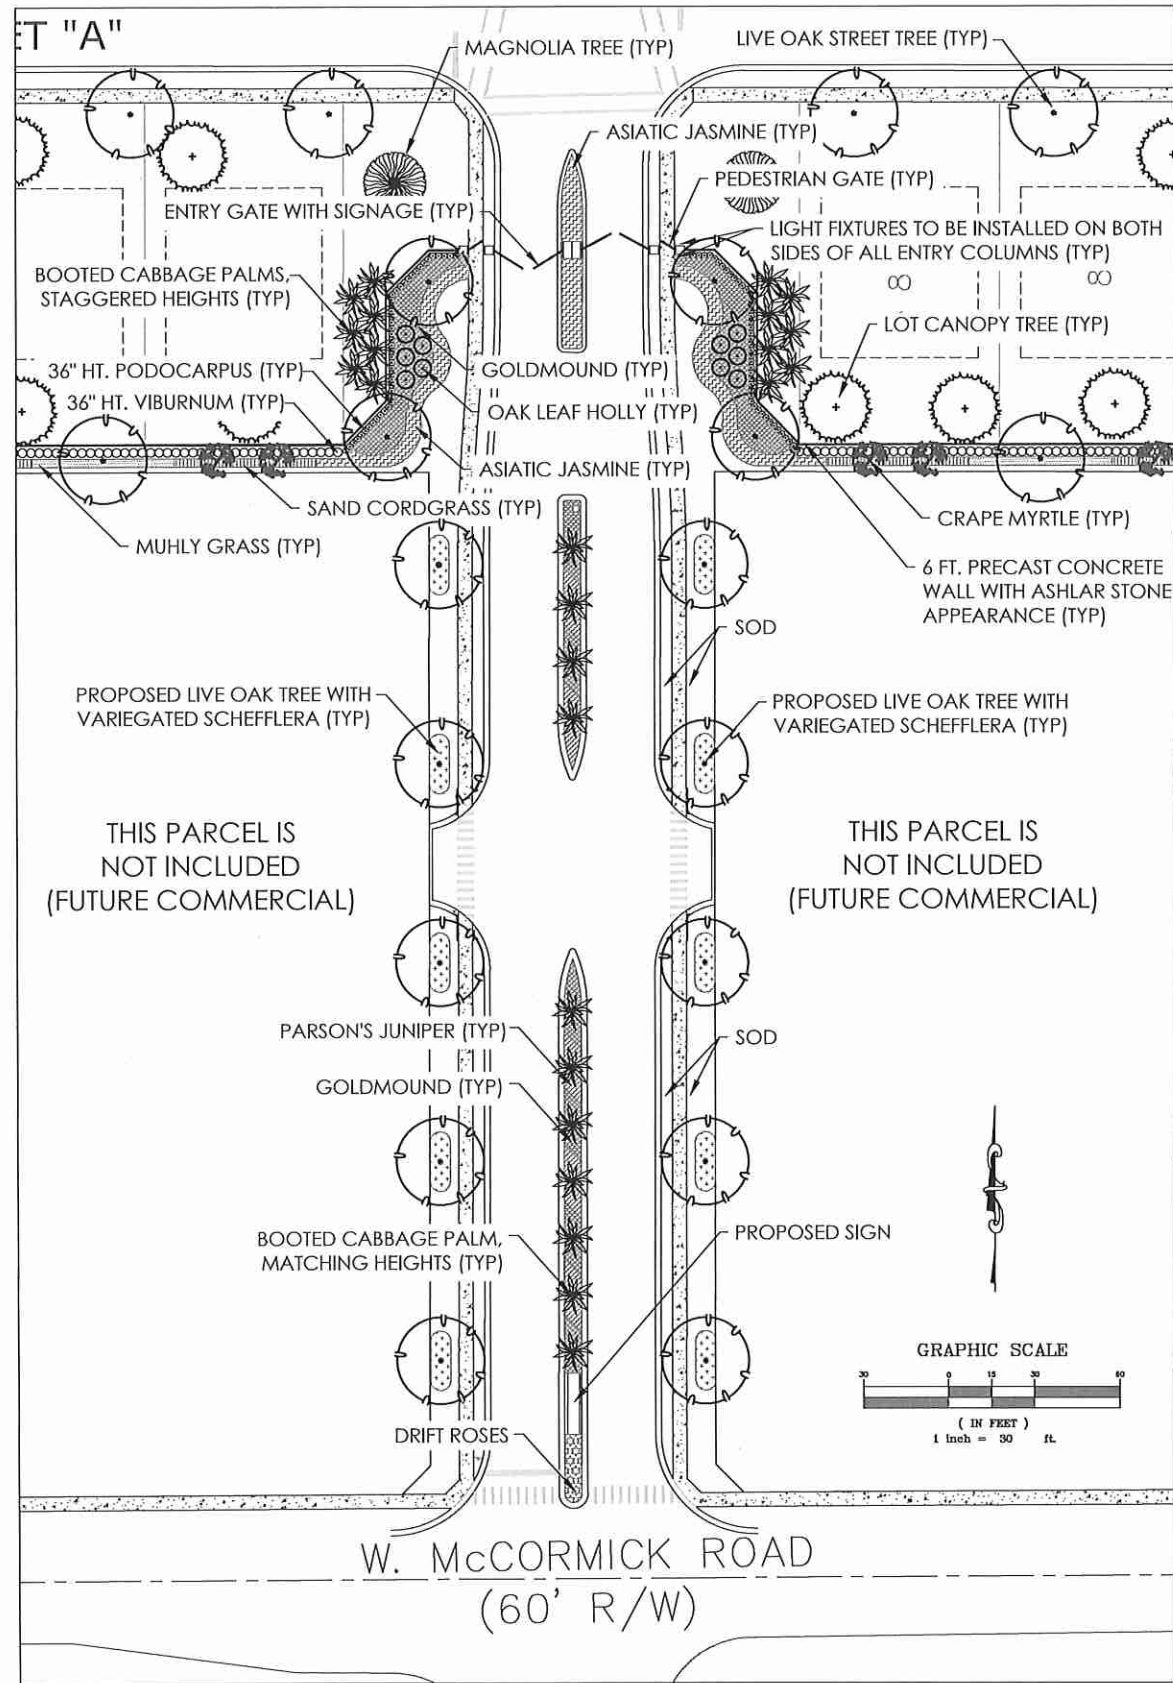 ET "A"
MAGNOLIA TREE (TYP)
LIVE OAK STREET TREE (TYP)
ASIATIC JASMINE (TYP)
PEDESTRIAN GATE (TYP)
ENTRY GATE WITH SIGNAGE (TYP)
LIGHT FIXTURES TO BE INSTALLED ON BOTH
SIDES OF ALL ENTRY COLUMNS (TYP)
BOOTED CABBAGE PALMS,
STAGGERED HEIGHTS (TYP)
8
8
LOT CANOPY TREE (TYP)
36" HT. PODOCARPUS (TYP)
GOLDMOUND (TYP)
36" HT. VIBURNUM (TYP)
OAK LEAF HOLLY (TYP)
ASIATIC JASMINE (TYP)
SAND CORDGRASS (TYP)
CRAPE MYRTLE (TYP)
MUHLY GRASS (TYP)
6 FT. PRECAST CONCRETE
WALL WITH ASHLAR STONE
APPEARANCE (TYP)
SOD
PROPOSED LIVE OAK TREE WITH
VARIEGATED SCHEFFLERA (TYP)
PROPOSED LIVE OAK TREE WITH
VARIEGATED SCHEFFLERA (TYP)
THIS PARCEL IS
NOT INCLUDED
(FUTURE COMMERCIAL)
THIS PARCEL IS
NOT INCLUDED
(FUTURE COMMERCIAL)
PARSON'S JUNIPER (TYP)
SOD
GOLDMOUND (TYP)
BOOTED CABBAGE PALM,
MATCHING HEIGHTS (TYP)
PROPOSED SIGN
GRAPHIC SCALE
30 0 15 30 60
( IN FEET )
1 inch = 30 ft.
DRIFT ROSES
W. McCORMICK ROAD
(60' R/W)